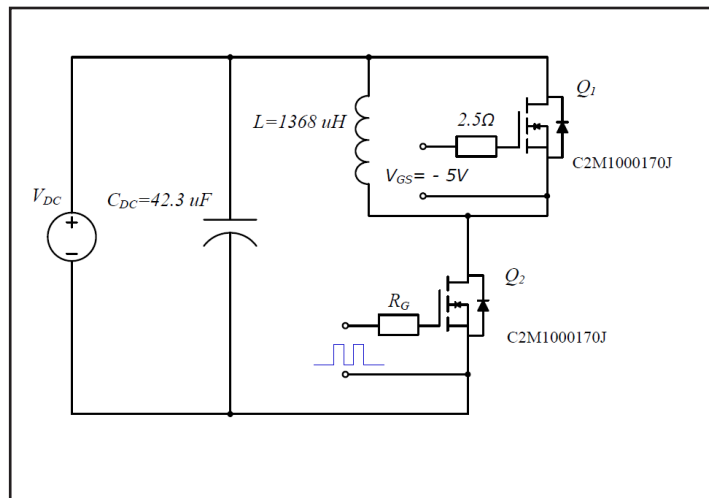 Q1
L=1368 uH
2.5Ω
C2M1000170J
VGS= - 5V
VDC
CDC=42.3 uF
Q2
RG
C2M1000170J